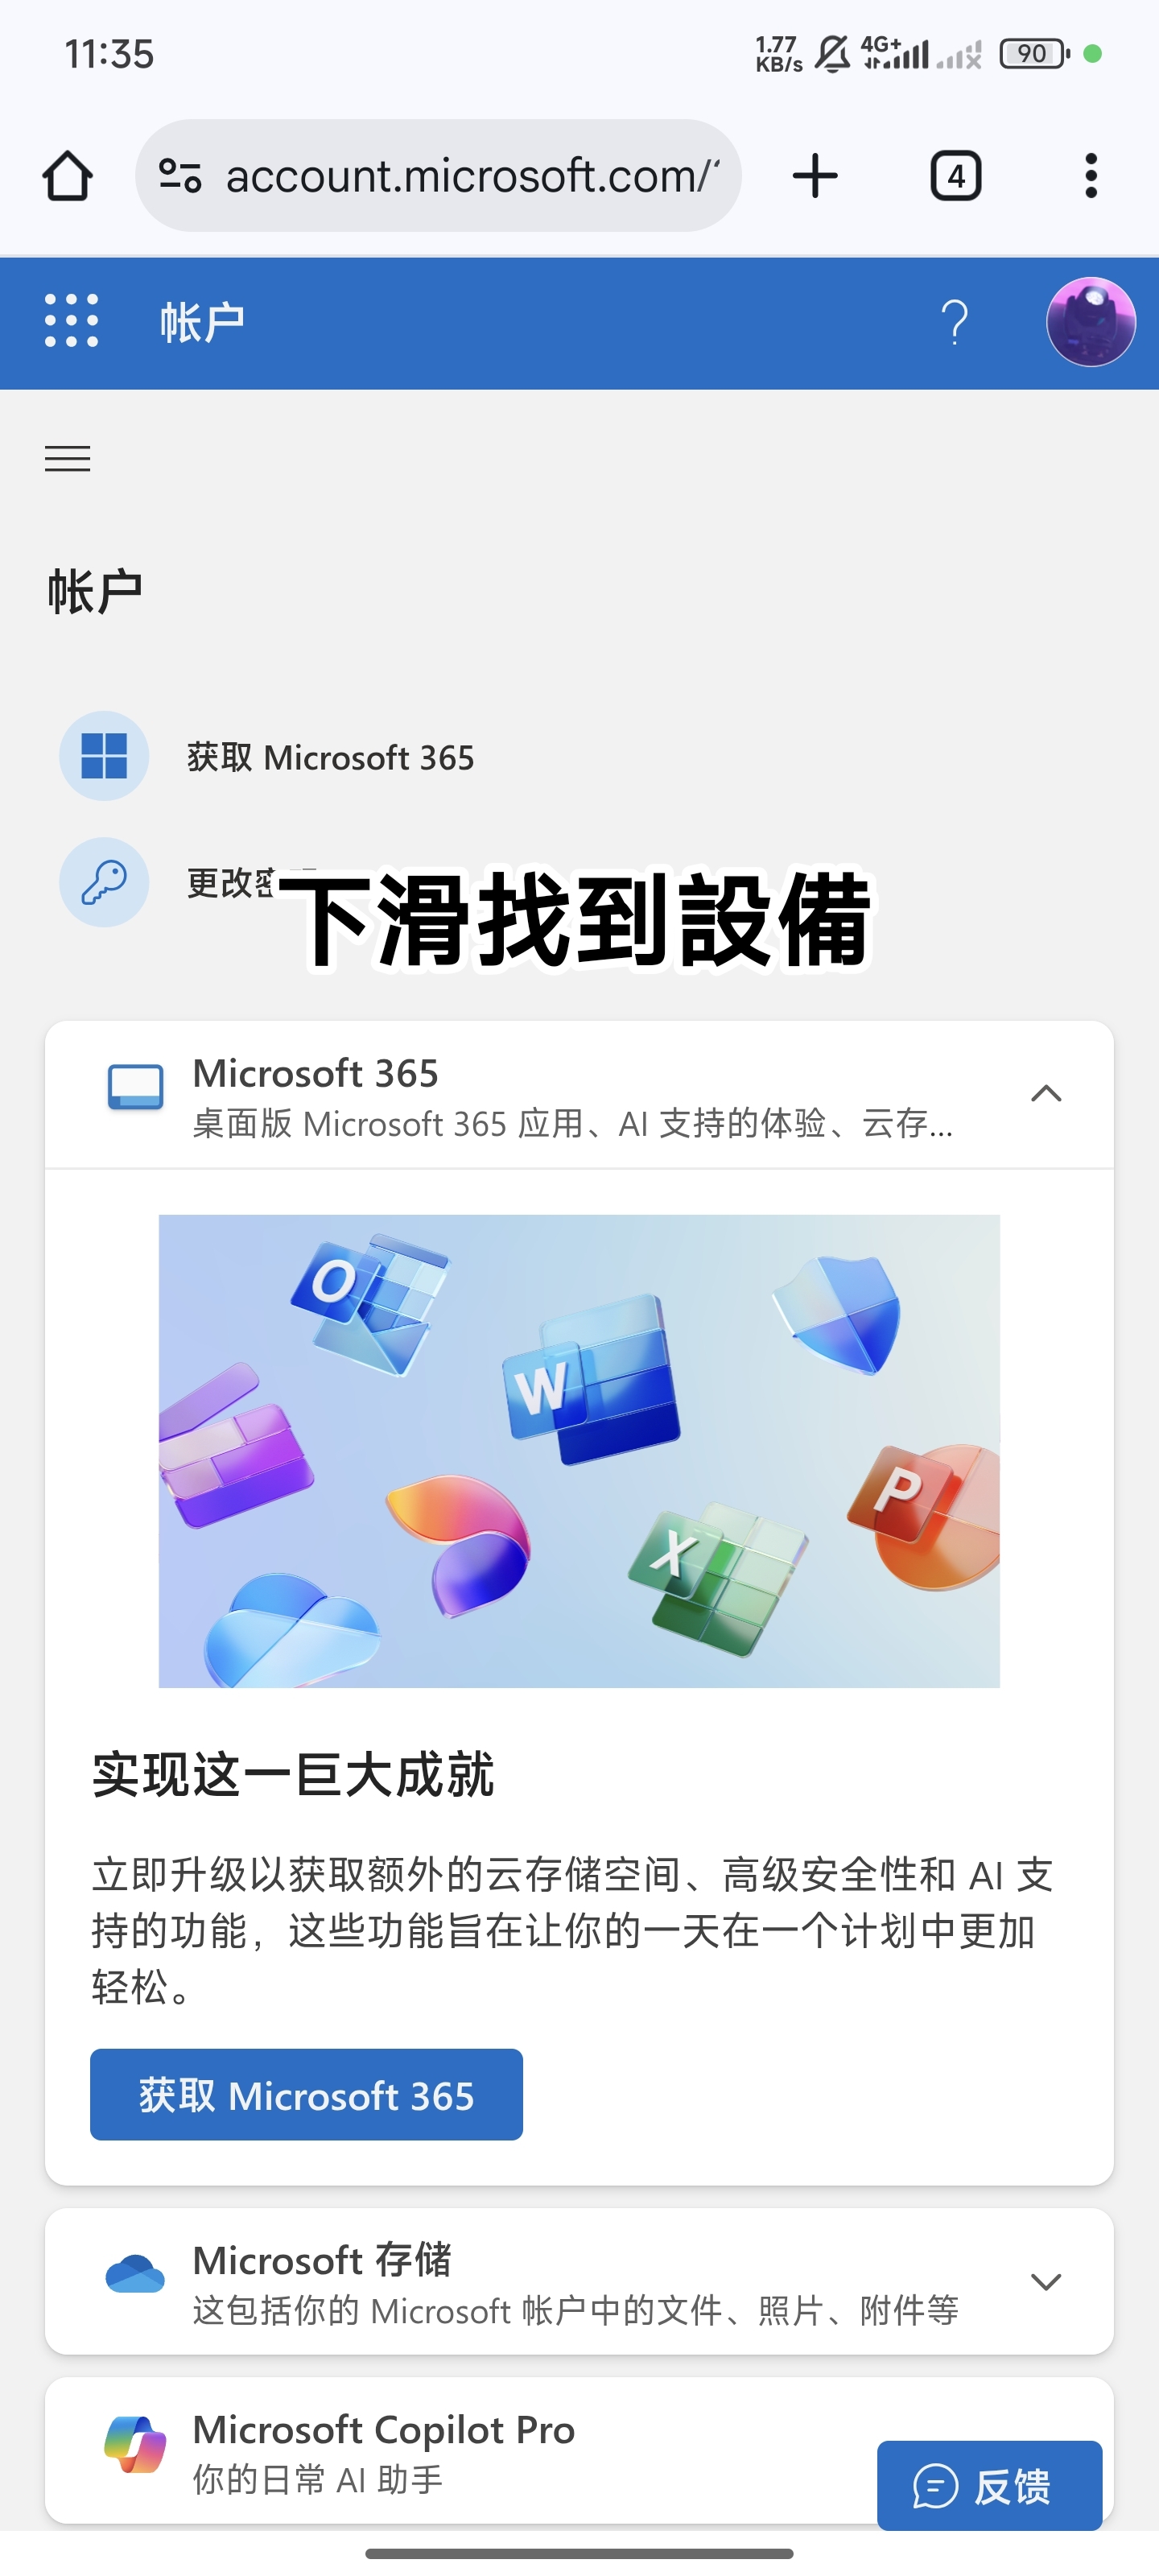 11:35
1.77
KB/s
4G+
90
account.microsoft.com/
4
帐户
帐户
获取 Microsoft 365
更改
下滑找到設備
Microsoft 365
桌面版 Microsoft 365 应用、AI 支持的体验、云存...
O
W
P
X
实现这一巨大成就
立即升级以获取额外的云存储空间、高级安全性和 AI 支
持的功能，这些功能旨在让你的一天在一个计划中更加
轻松。
获取 Microsoft 365
Microsoft 存储
这包括你的 Microsoft 帐户中的文件、照片、附件等
Microsoft Copilot Pro
你的日常 AI 助手
反馈